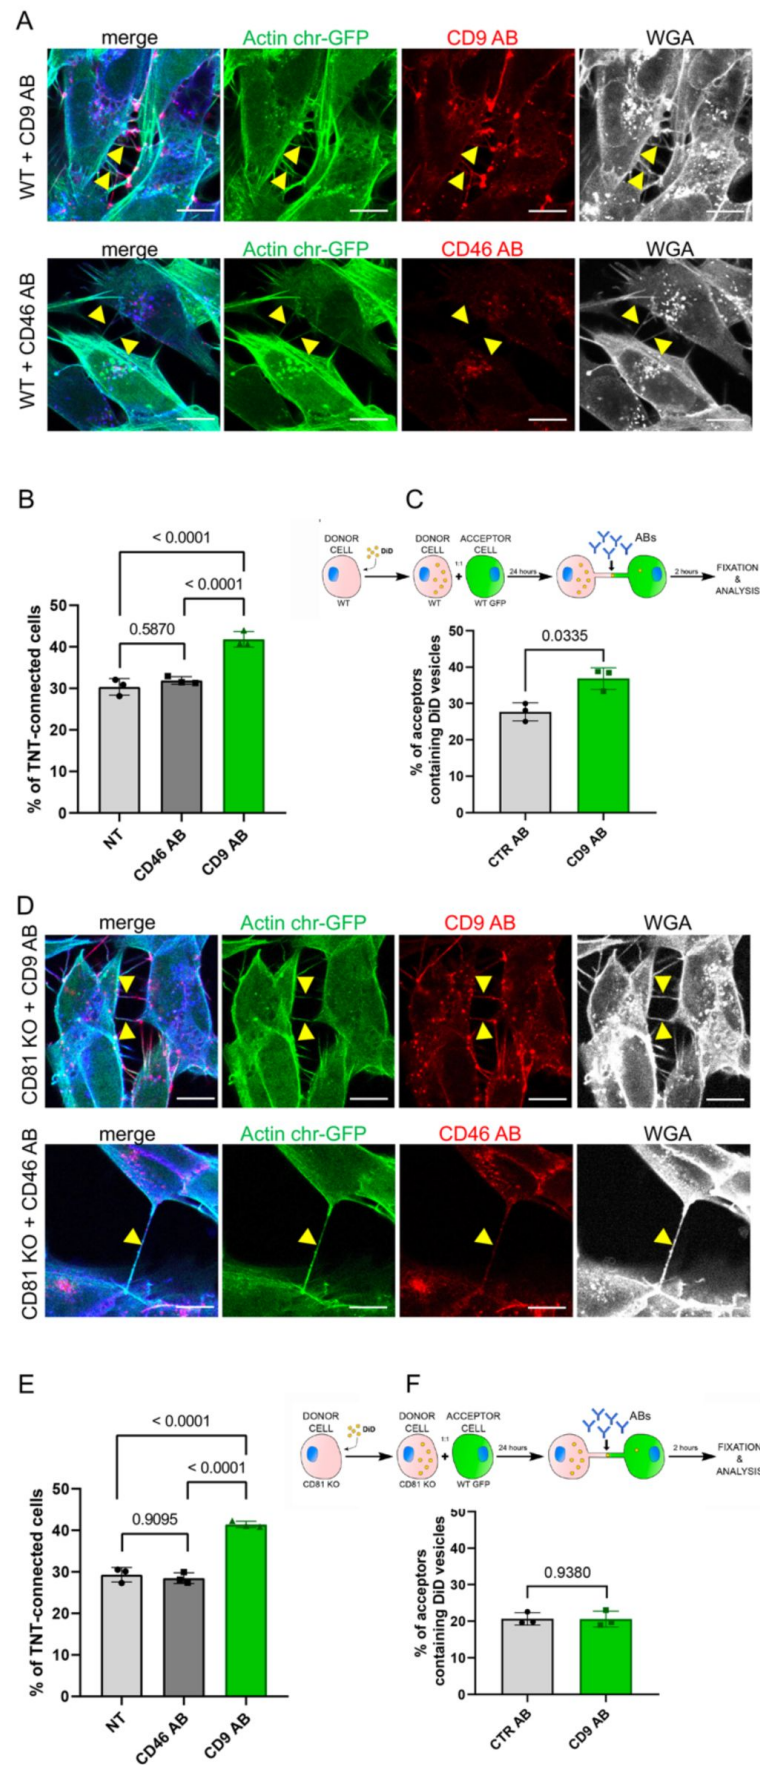 A
merge
Actin chr-GFP
CD9 AB
WGA
WT + CD9 AB
merge
Actin chr-GFP
CD46 AB
WGA
WT + CD46 AB
B
< 0.0001
< 0.0001
0.5870
% of TNT-connected cells
50
40
30
20
10
0
NT
CD46 AB
CD9 AB
C
DONOR CELL
DiD
WT
DONOR CELL
WT
1:1
+
ACCEPTOR CELL
WT GFP
24 hours
ABs
2 hours
FIXATION
&
ANALYSIS
0.0335
% of acceptors
containing DiD vesicles
50
40
30
20
10
0
CTR AB
CD9 AB
D
merge
Actin chr-GFP
CD9 AB
WGA
CD81 KO + CD9 AB
merge
Actin chr-GFP
CD46 AB
WGA
CD81 KO + CD46 AB
E
< 0.0001
< 0.0001
0.9095
% of TNT-connected cells
50
40
30
20
10
0
NT
CD46 AB
CD9 AB
F
DONOR CELL
DiD
CD81 KO
DONOR CELL
CD81 KO
1:1
+
ACCEPTOR CELL
WT GFP
24 hours
ABs
2 hours
FIXATION
&
ANALYSIS
0.9380
% of acceptors
containing DiD vesicles
50
40
30
20
10
0
CTR AB
CD9 AB